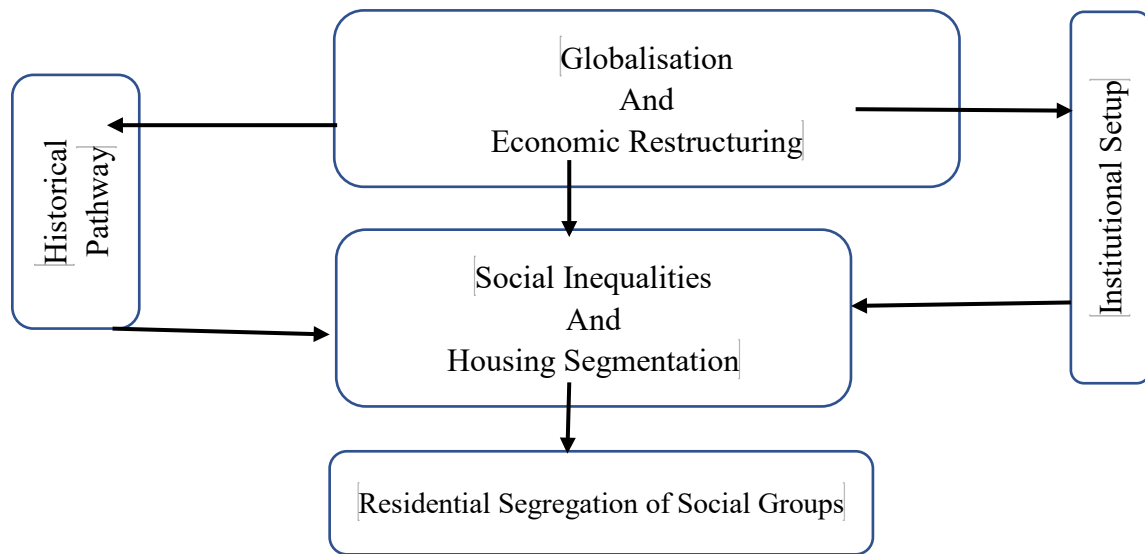 Globalisation
And
Economic Restructuring
Historical
Pathway
Institutional Setup
Social Inequalities
And
Housing Segmentation
Residential Segregation of Social Groups